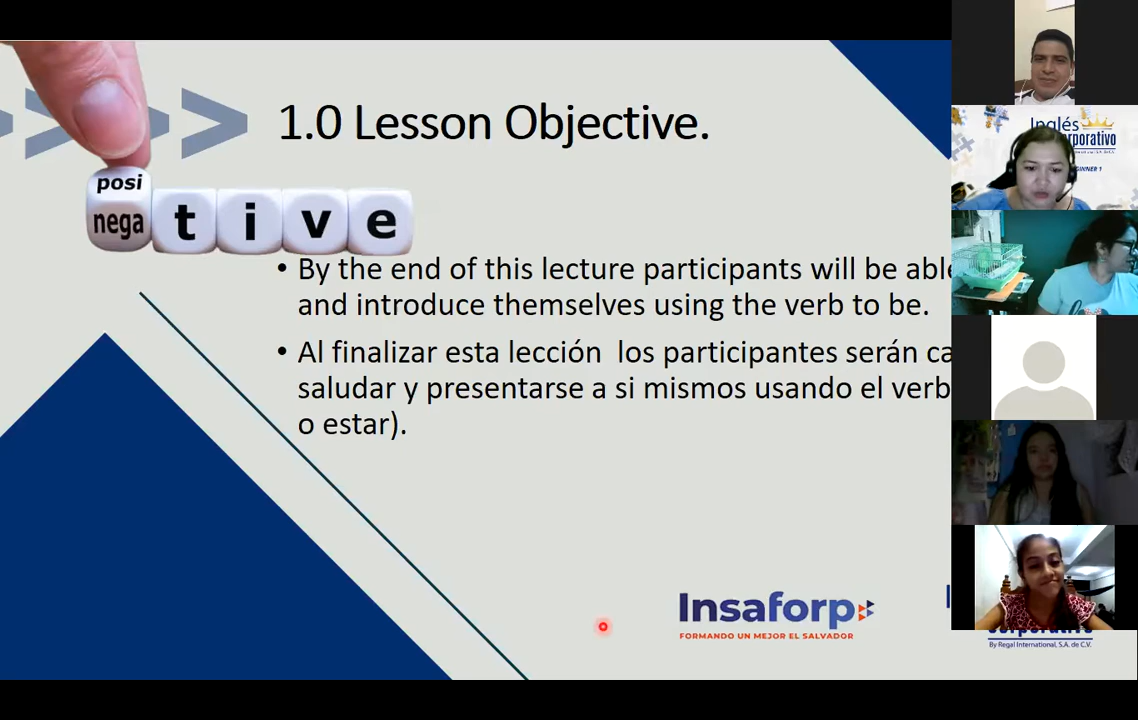 1.0 Lesson Objective.
posi
nega
t i v e
• By the end of this lecture participants will be able
and introduce themselves using the verb to be.
• Al finalizar esta lección los participantes serán ca
saludar y presentarse a si mismos usando el verb
o estar).
Insaforp
FORMANDO UN MEJOR EL SALVADOR
By Regal International, S.A. de C.V.
Inglés